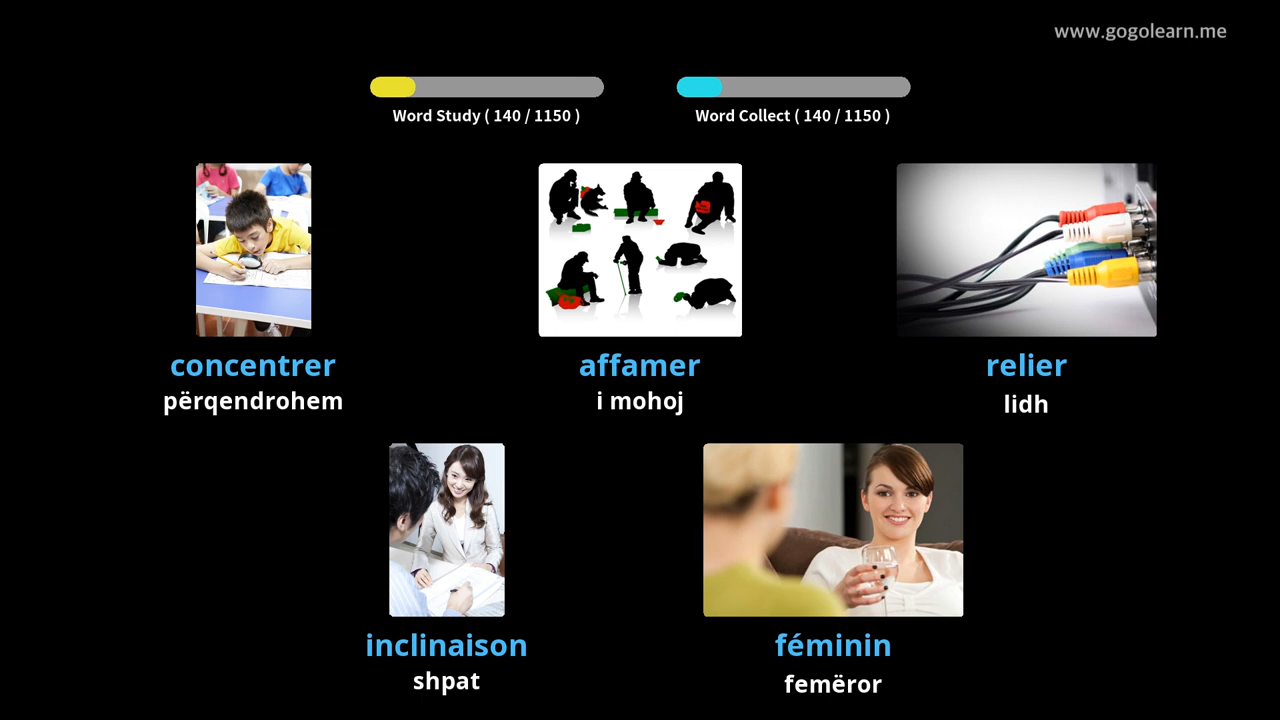 www.gogolearn.me
Word Study ( 140 / 1150 )
Word Collect ( 140 / 1150 )
concentrer
përqendrohem
affamer
i mohoj
relier
lidh
inclinaison
shpat
féminin
femëror